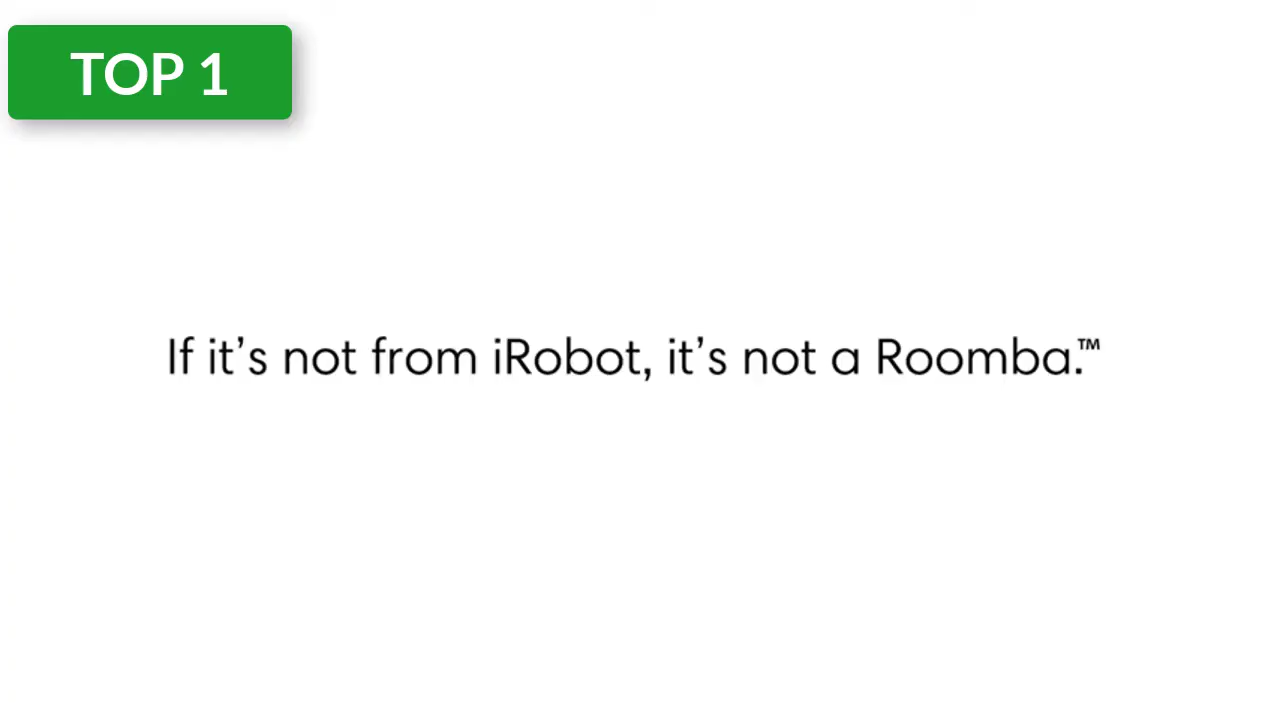 TOP 1
If it’s not from iRobot, it’s not a Roomba.™